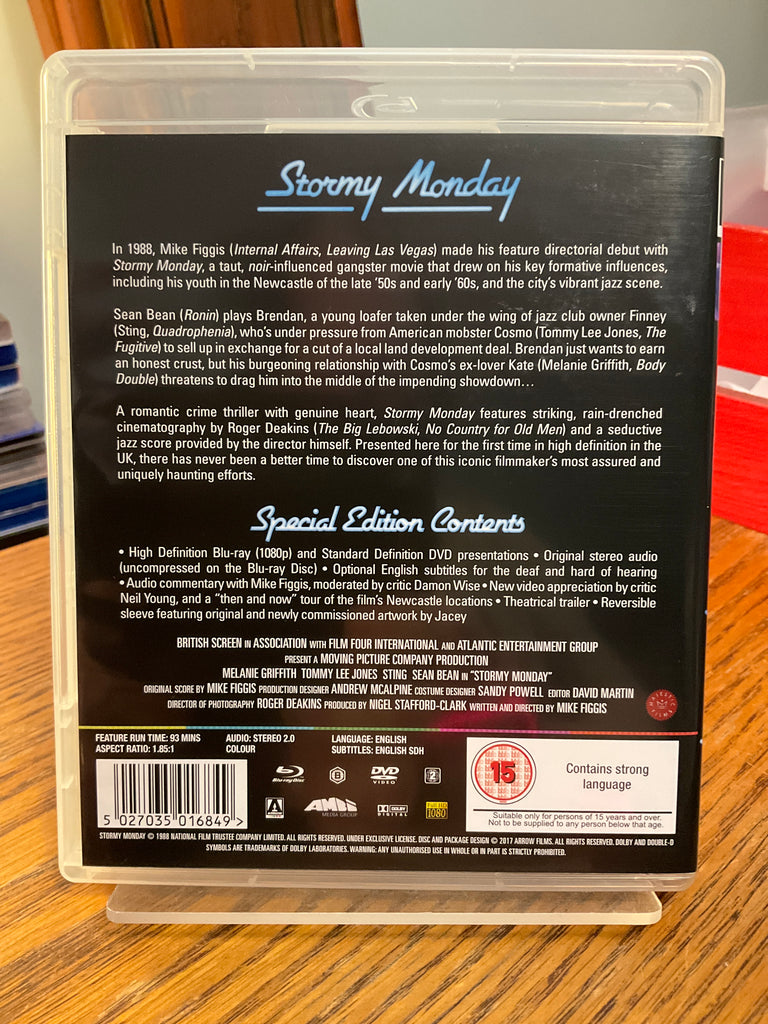 Stormy Monday
In 1988, Mike Figgis (Internal Affairs, Leaving Las Vegas) made his feature directorial debut with
Stormy Monday, a taut, noir-influenced gangster movie that drew on his key formative influences,
including his youth in the Newcastle of the late '50s and early '60s, and the city's vibrant jazz scene.
Sean Bean (Ronin) plays Brendan, a young loafer taken under the wing of jazz club owner Finney
(Sting, Quadrophenia), who's under pressure from American mobster Cosmo (Tommy Lee Jones, The
Fugitive) to sell up in exchange for a cut of a local land development deal. Brendan just wants to earn
an honest crust, but his burgeoning relationship with Cosmo's ex-lover Kate (Melanie Griffith, Body
Double) threatens to drag him into the middle of the impending showdown...
A romantic crime thriller with genuine heart, Stormy Monday features striking, rain-drenched
cinematography by Roger Deakins (The Big Lebowski, No Country for Old Men) and a seductive
jazz score provided by the director himself. Presented here for the first time in high definition in the
UK, there has never been a better time to discover one of this iconic filmmaker's most assured and
uniquely haunting efforts.
Special Edition Contents
• High Definition Blu-ray (1080p) and Standard Definition DVD presentations • Original stereo audio
(uncompressed on the Blu-ray Disc) • Optional English subtitles for the deaf and hard of hearing
• Audio commentary with Mike Figgis, moderated by critic Damon Wise • New video appreciation by critic
Neil Young, and a "then and now" tour of the film's Newcastle locations • Theatrical trailer • Reversible
sleeve featuring original and newly commissioned artwork by Jacey
BRITISH SCREEN IN ASSOCIATION WITH FILM FOUR INTERNATIONAL AND ATLANTIC ENTERTAINMENT GROUP
PRESENT A MOVING PICTURE COMPANY PRODUCTION
MELANIE GRIFFITH TOMMY LEE JONES STING SEAN BEAN IN "STORMY MONDAY"
ORIGINAL SCORE BY MIKE FIGGIS PRODUCTION DESIGNER ANDREW MCALPINE COSTUME DESIGNER SANDY POWELL EDITOR DAVID MARTIN
DIRECTOR OF PHOTOGRAPHY ROGER DEAKINS PRODUCED BY NIGEL STAFFORD-CLARK WRITTEN AND DIRECTED BY MIKE FIGGIS
FEATURE RUN TIME: 93 MINS AUDIO: STEREO 2.0 LANGUAGE: ENGLISH
ASPECT RATIO: 1.85:1 COLOUR SUBTITLES: ENGLISH SDH
Blu-ray Disc B DVD VIDEO 2
15
Contains strong
language
5 027035 016849 >
ARROW AMG MEDIA GROUP DOLBY DIGITAL Full HD 1080
Suitable only for persons of 15 years and over.
Not to be supplied to any person below that age.
STORMY MONDAY © 1988 NATIONAL FILM TRUSTEE COMPANY LIMITED. ALL RIGHTS RESERVED. UNDER EXCLUSIVE LICENSE. DISC AND PACKAGE DESIGN © 2017 ARROW FILMS. ALL RIGHTS RESERVED. DOLBY AND DOUBLE-D
SYMBOLS ARE TRADEMARKS OF DOLBY LABORATORIES. WARNING: ANY UNAUTHORISED USE IN WHOLE OR IN PART IS STRICTLY PROHIBITED.